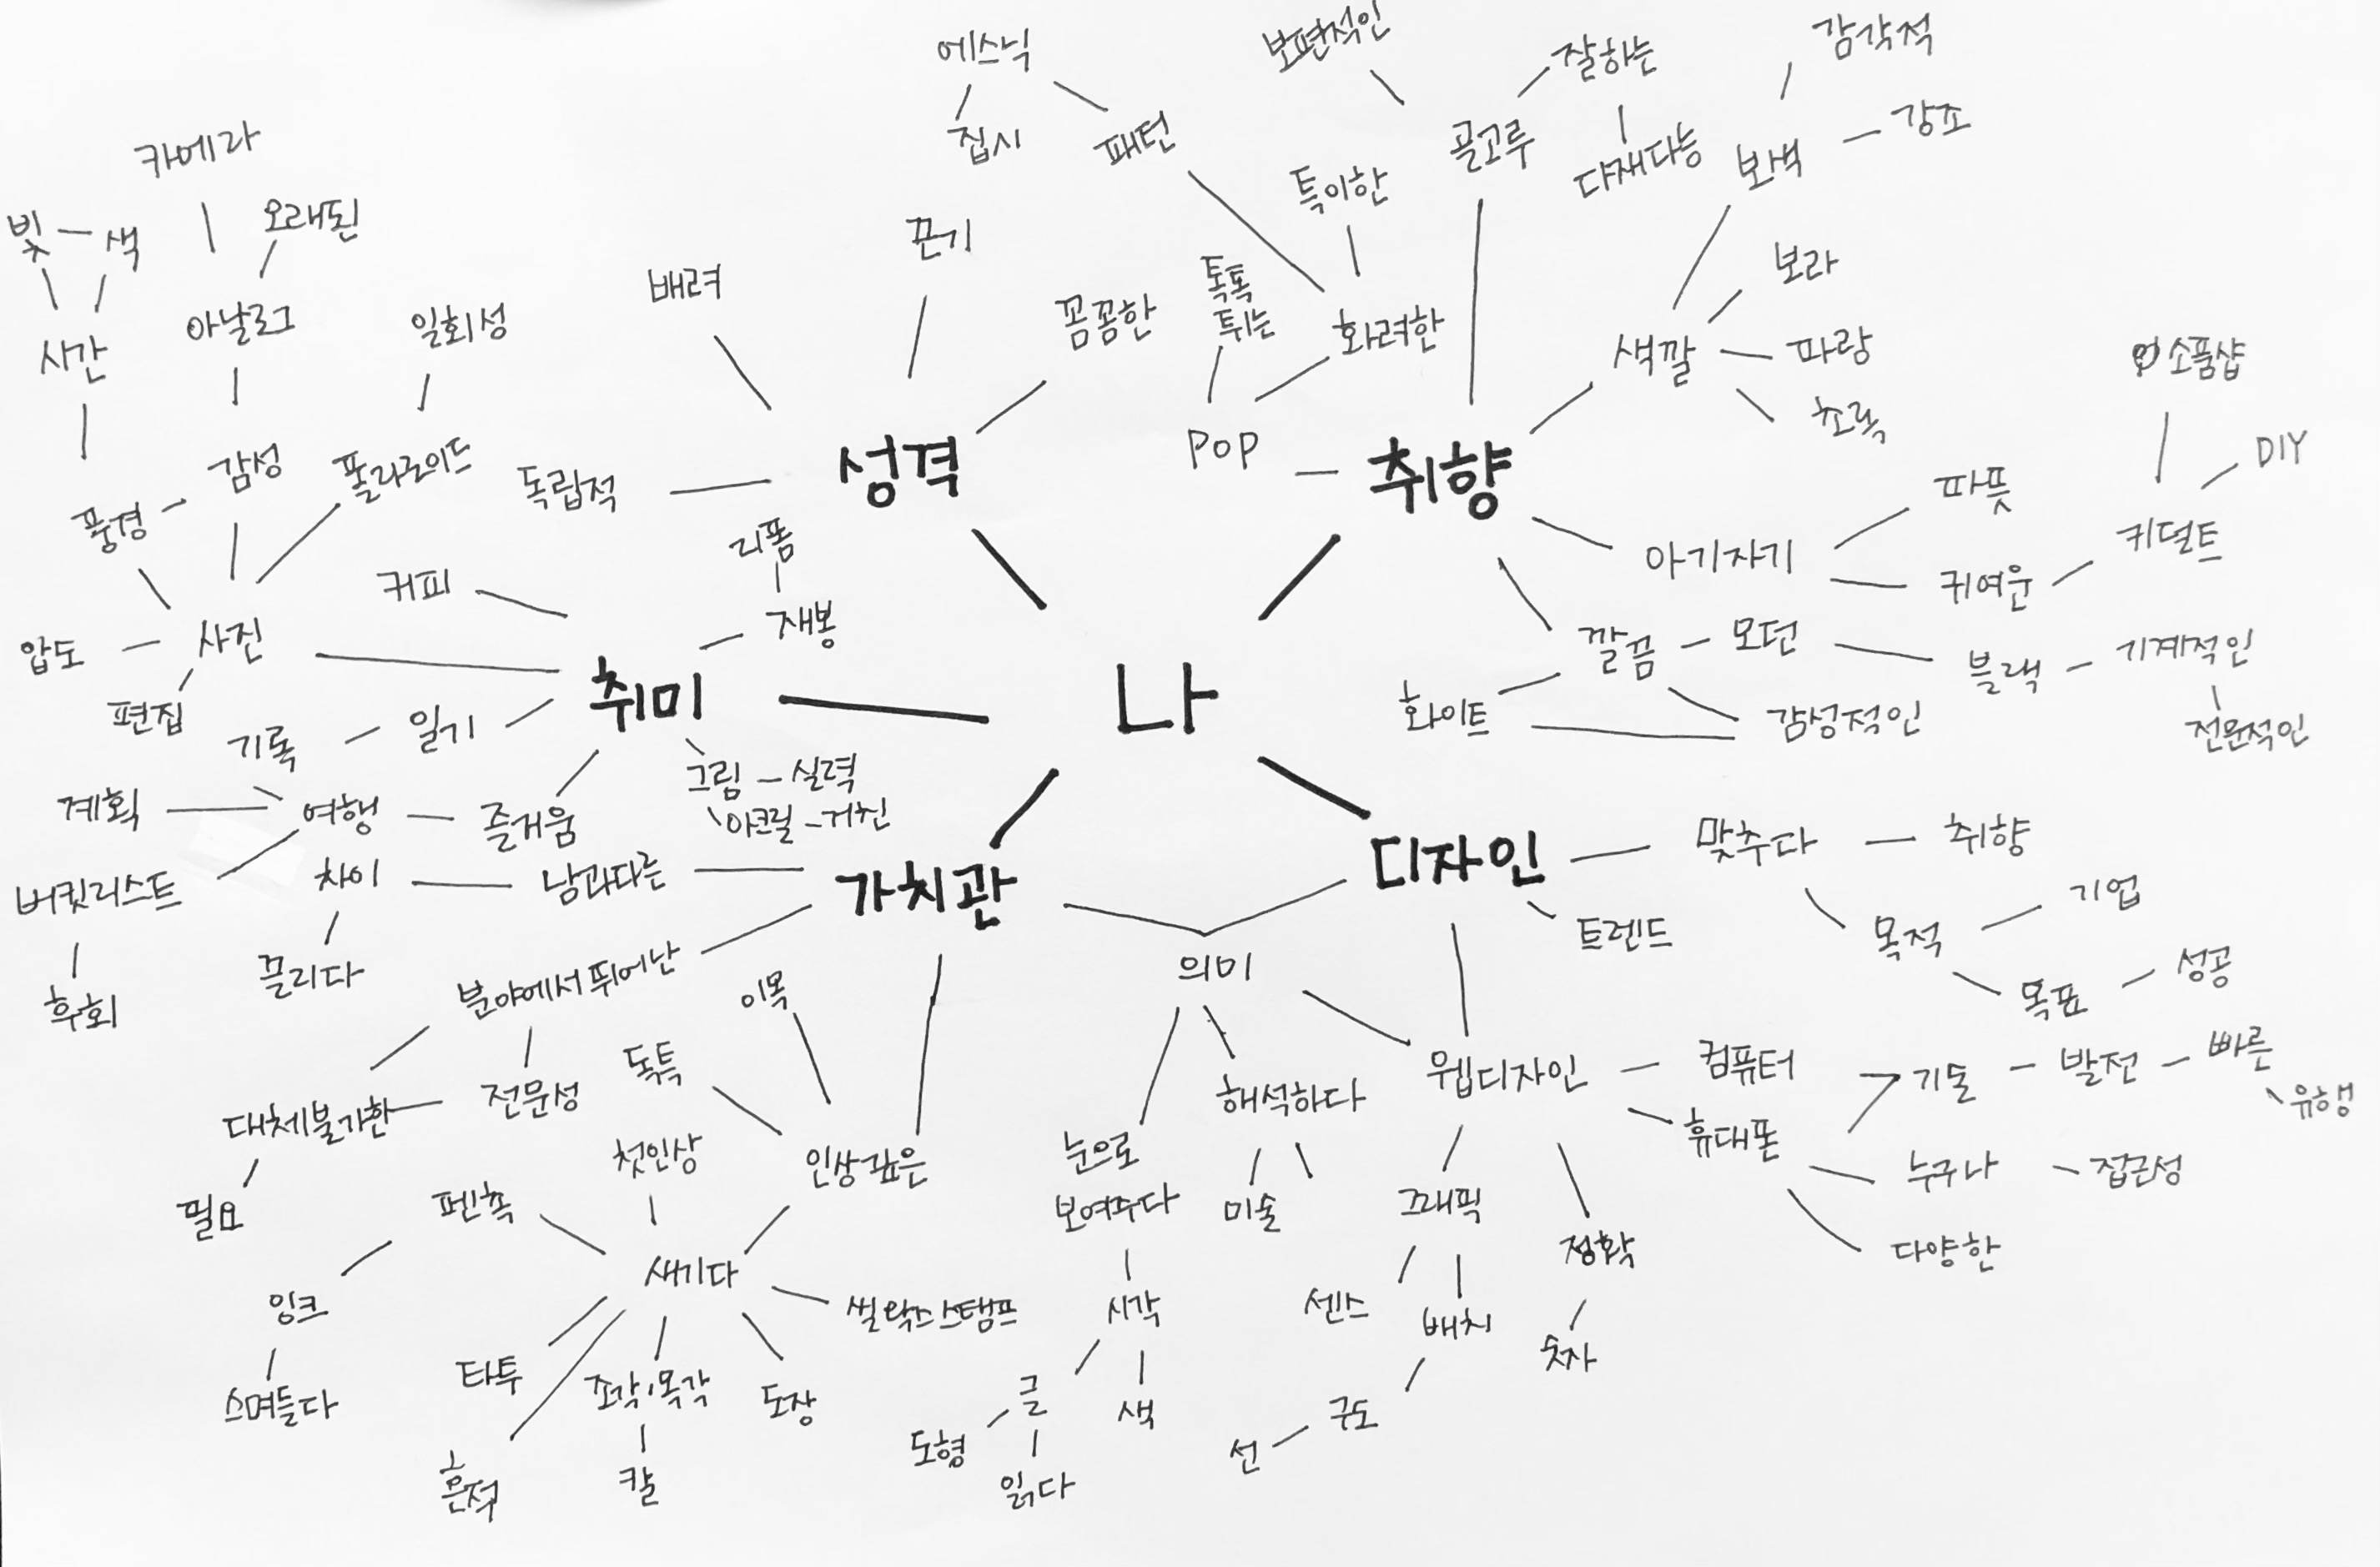 에스닉
보편적인
잘하는
감각적
집시
패턴
골고루
다재다능
보색
강조
카메라
빛
색
오래된
끈기
특이한
배려
꼼꼼한
톡톡
튀는
화려한
색깔
보라
파랑
초록
시간
아날로그
일회성
소품샵
DIY
풍경
감성
폴라로이드
독립적
성격
POP
취향
파뜻
아기자기
귀여운
키덜트
커피
리폼
재봉
압도
사진
편집
취미
나
깔끔
모던
블랙
기계적인
전문적인
화이트
감성적인
기록
일기
그림
실력
아크릴
거친
계획
여행
즐거움
버킷리스트
차이
남과다른
가치관
디자인
맞추다
취향
트렌드
목적
기업
목표
성공
후회
끌리다
분야에서 뛰어난
이목
의미
독특
대체불가한
전문성
첫인상
인상깊은
해석하다
웹디자인
컴퓨터
휴대폰
기술
발전
빠른
유행
누구나
접근성
다양한
필요
펜촉
눈으로
보여주다
미술
그래픽
정확
잉크
새기다
씰왁스스탬프
시각
센스
배치
숫자
스며들다
타투
조각, 목각
도장
글
색
구도
흔적
칼
도형
읽다
선